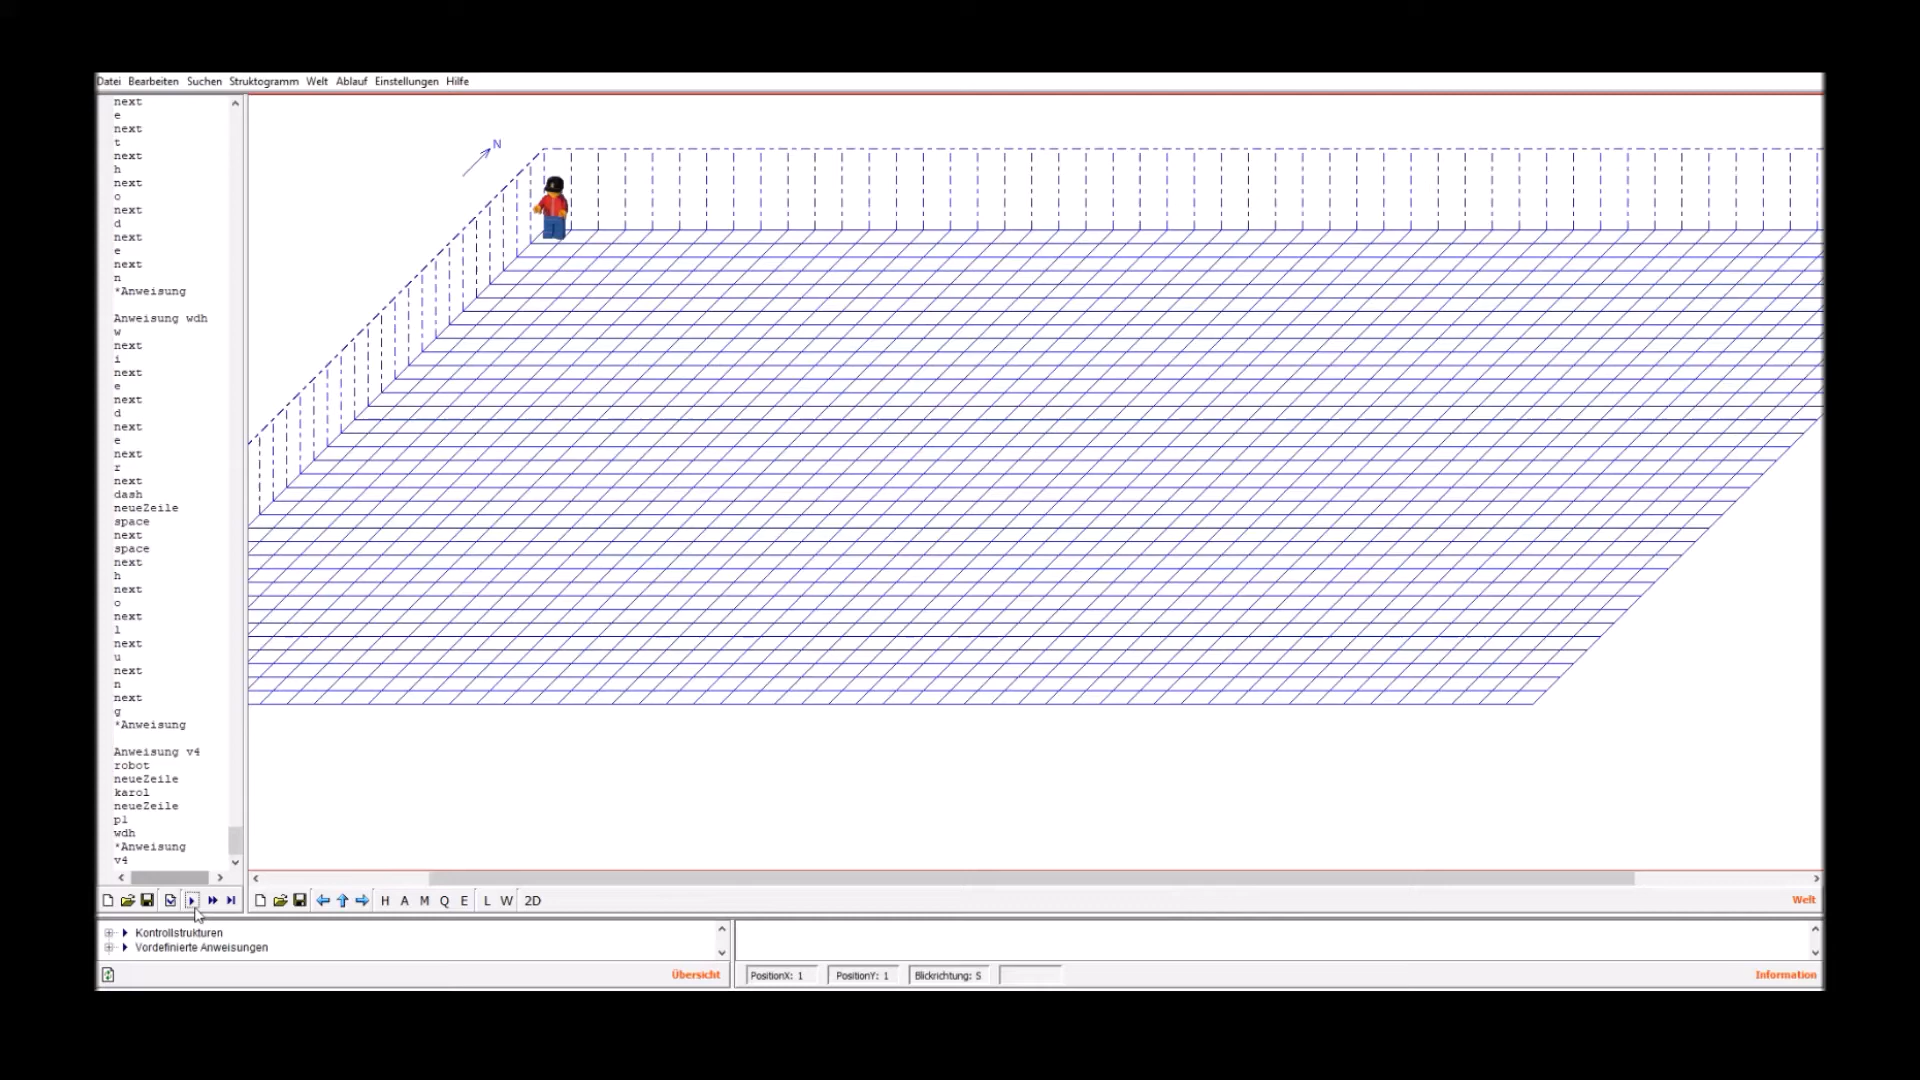 Datei Bearbeiten Suchen Struktogramm Welt Ablauf Einstellungen Hilfe
next
e
next
t
next
h
next
o
next
d
next
e
next
n
*Anweisung
Anweisung wdh
w
next
i
next
e
next
d
next
e
next
r
next
dash
neueZeile
space
next
space
next
h
next
o
next
l
next
u
next
n
next
g
*Anweisung
Anweisung v4
robot
neueZeile
karol
neueZeile
p1
wdh
*Anweisung
v4
N
H A M Q E L W 2D
Welt
Kontrollstrukturen
Vordefinierte Anweisungen
Übersicht
PositionX: 1 PositionY: 1 Blickrichtung: S
Information